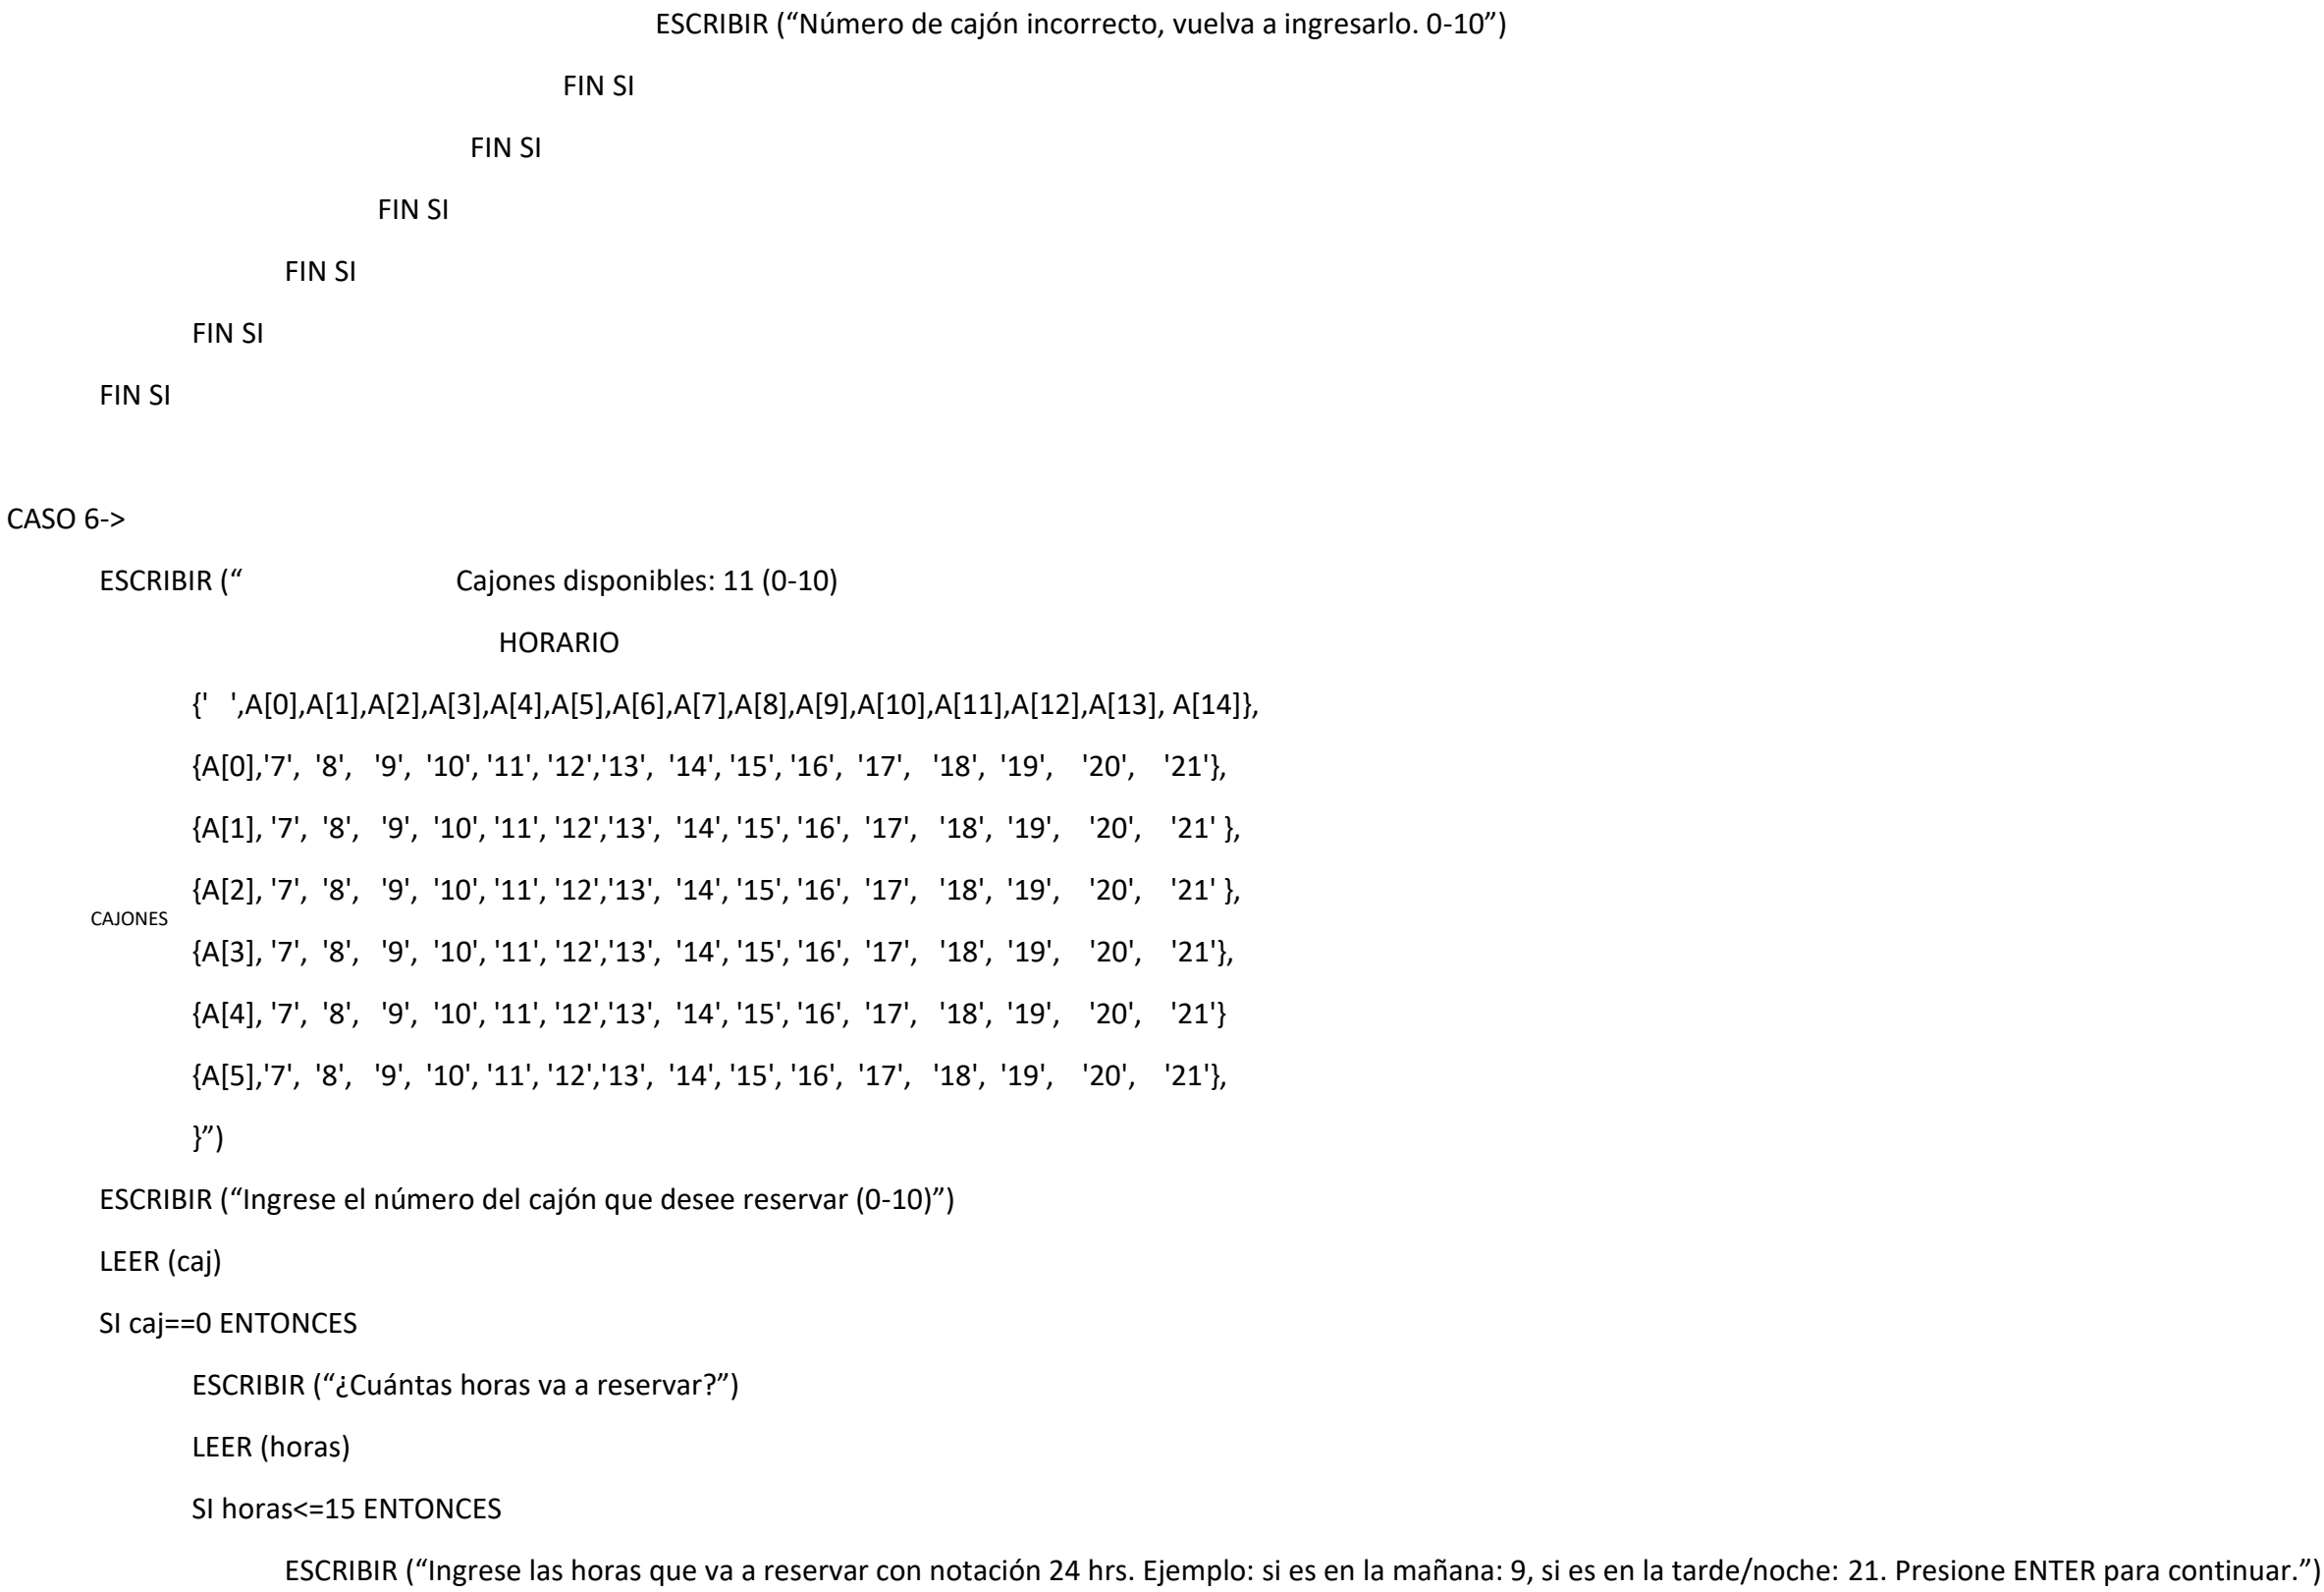 ESCRIBIR (“Número de cajón incorrecto, vuelva a ingresarlo. 0-10”)
FIN SI
FIN SI
FIN SI
FIN SI
FIN SI
FIN SI
CASO 6->
ESCRIBIR (“ Cajones disponibles: 11 (0-10)
HORARIO
{' ',A[0],A[1],A[2],A[3],A[4],A[5],A[6],A[7],A[8],A[9],A[10],A[11],A[12],A[13], A[14]},
{A[0],'7', '8', '9', '10', '11', '12','13', '14', '15', '16', '17', '18', '19', '20', '21'},
{A[1], '7', '8', '9', '10', '11', '12','13', '14', '15', '16', '17', '18', '19', '20', '21' },
{A[2], '7', '8', '9', '10', '11', '12','13', '14', '15', '16', '17', '18', '19', '20', '21' },
CAJONES
{A[3], '7', '8', '9', '10', '11', '12','13', '14', '15', '16', '17', '18', '19', '20', '21'},
{A[4], '7', '8', '9', '10', '11', '12','13', '14', '15', '16', '17', '18', '19', '20', '21'}
{A[5],'7', '8', '9', '10', '11', '12','13', '14', '15', '16', '17', '18', '19', '20', '21'},
}”)
ESCRIBIR (“Ingrese el número del cajón que desee reservar (0-10)”)
LEER (caj)
SI caj==0 ENTONCES
ESCRIBIR (“¿Cuántas horas va a reservar?”)
LEER (horas)
SI horas<=15 ENTONCES
ESCRIBIR (“Ingrese las horas que va a reservar con notación 24 hrs. Ejemplo: si es en la mañana: 9, si es en la tarde/noche: 21. Presione ENTER para continuar.”)